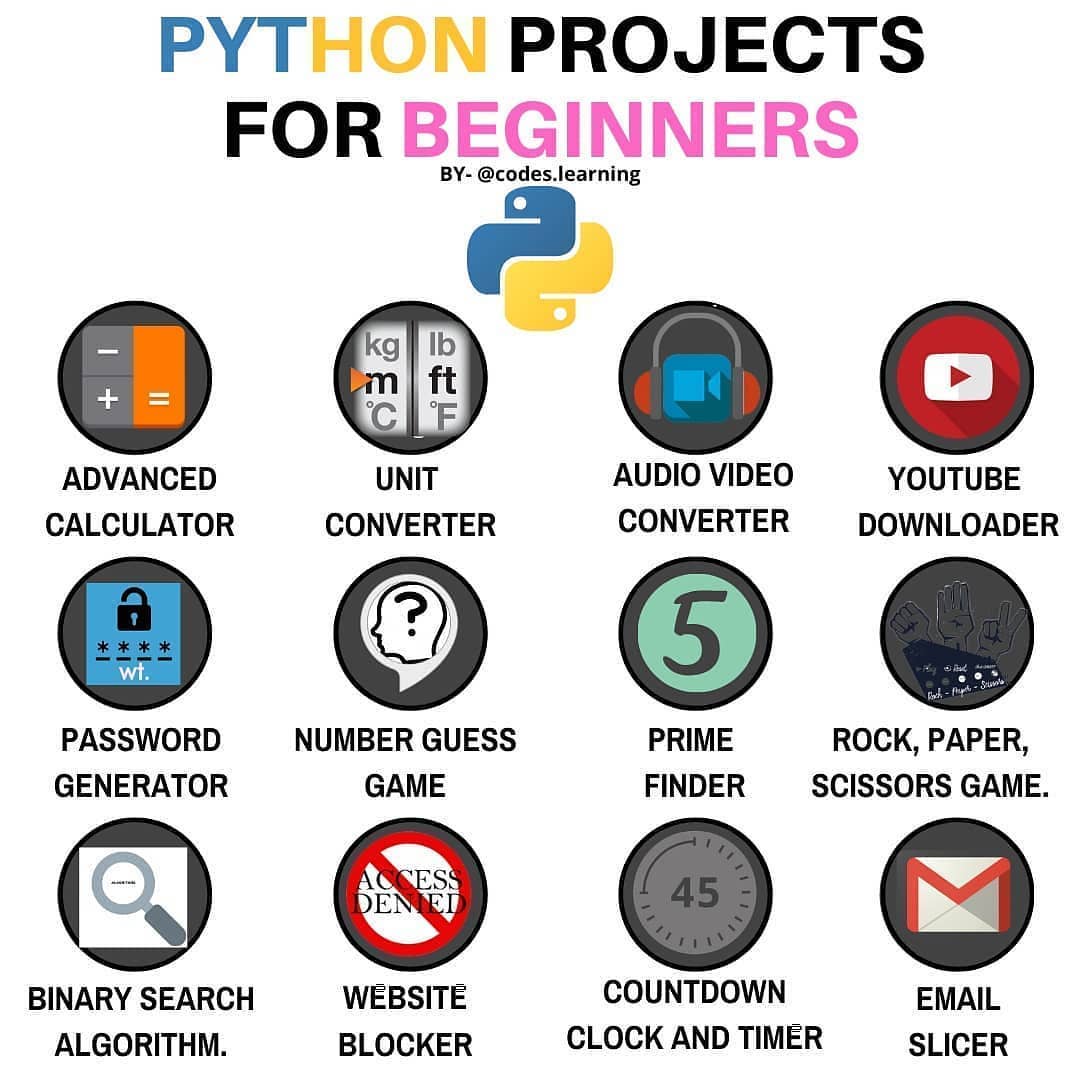 PYTHON PROJECTS
FOR BEGINNERS
BY- @codes.learning
− + =
kg lb
m ft
°C °F
ADVANCED
CALCULATOR
UNIT
CONVERTER
AUDIO VIDEO
CONVERTER
YOUTUBE
DOWNLOADER
* * * *
wt.
?
5
Rock - Paper - Scissors
PASSWORD
GENERATOR
NUMBER GUESS
GAME
PRIME
FINDER
ROCK, PAPER,
SCISSORS GAME.
ACCESS
DENIED
45
BINARY SEARCH
ALGORITHM.
WEBSITE
BLOCKER
COUNTDOWN
CLOCK AND TIMER
EMAIL
SLICER